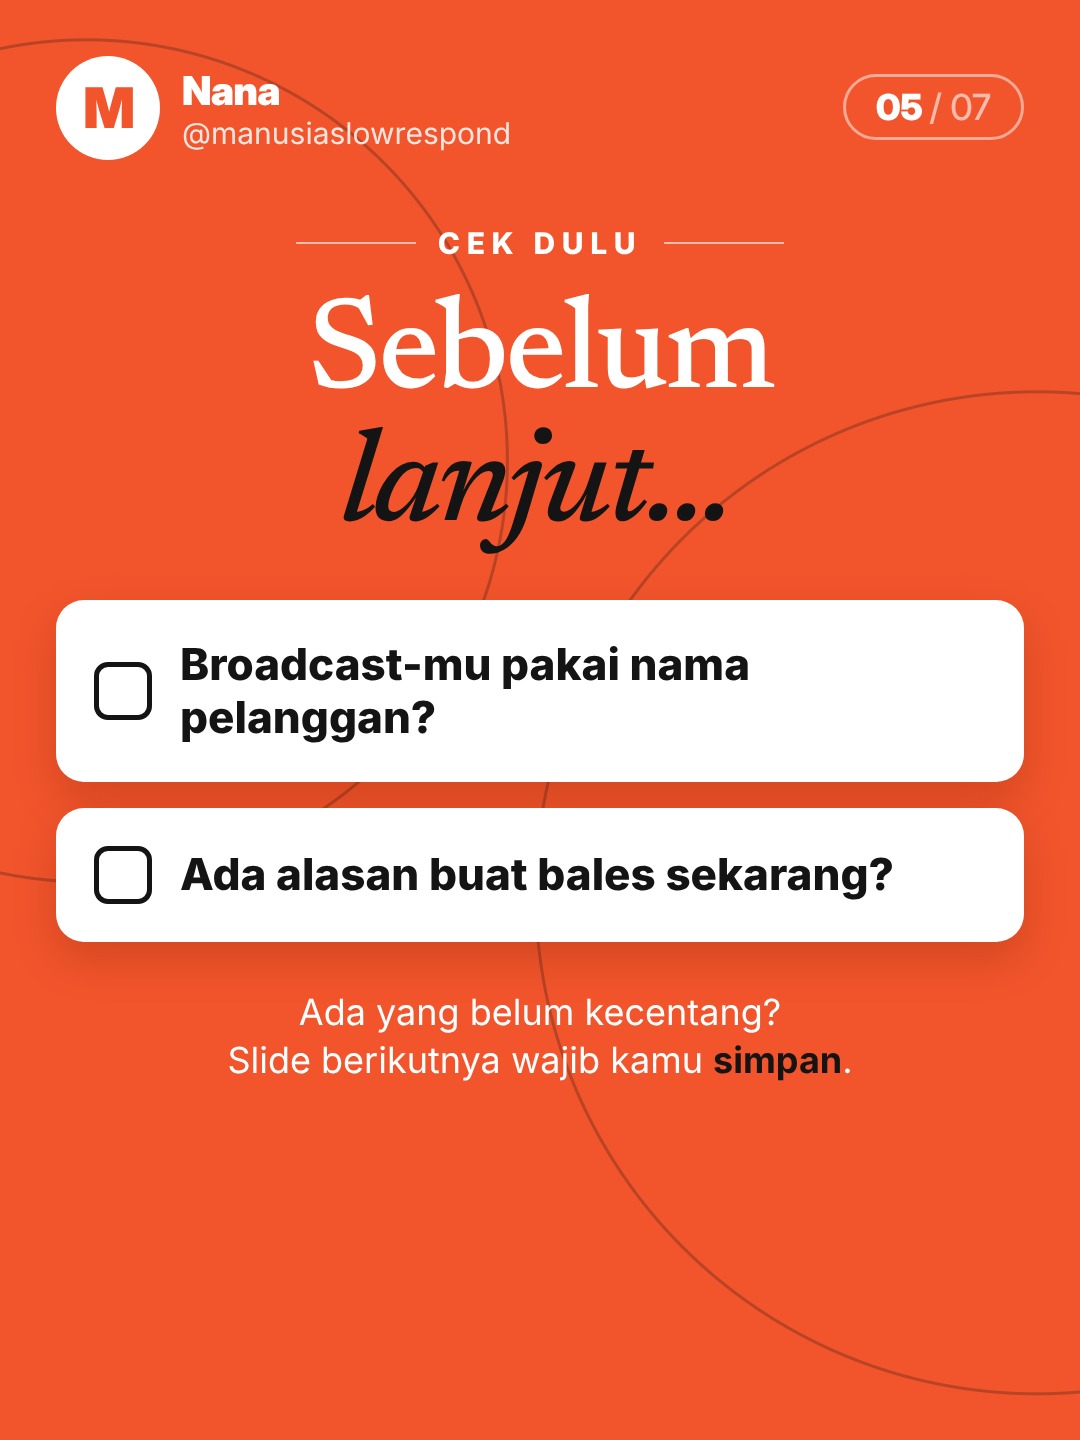 M
Nana
@manusiaslowrespond
05 / 07
CEK DULU
Sebelum
lanjut...
Broadcast-mu pakai nama
pelanggan?
Ada alasan buat bales sekarang?
Ada yang belum kecentang?
Slide berikutnya wajib kamu simpan.